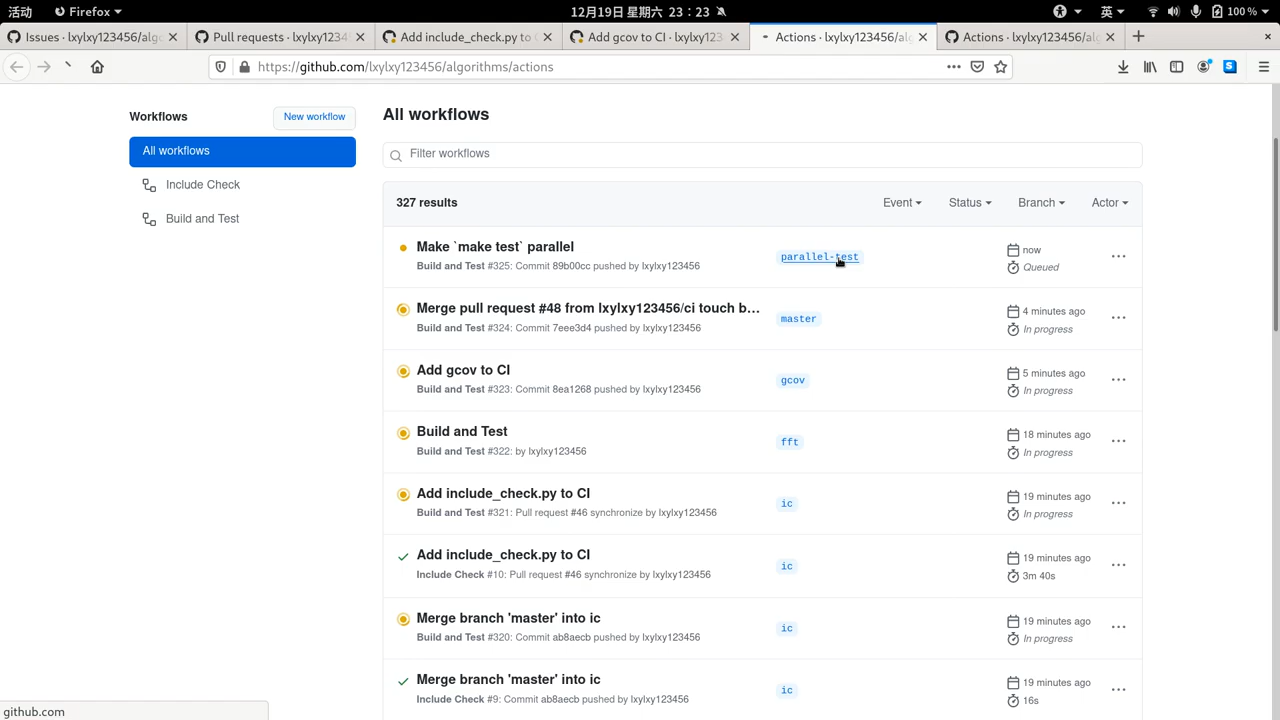 活动 Firefox 12月19日 星期六 23：23 英 100 %
Issues · lxylxy123456/algo
Pull requests · lxylxy1234
Add include_check.py to C
Add gcov to CI · lxylxy123
Actions · lxylxy123456/alg
Actions · lxylxy123456/alg
https://github.com/lxylxy123456/algorithms/actions
Workflows
New workflow
All workflows
Include Check
Build and Test
All workflows
Filter workflows
327 results Event Status Branch Actor
Make `make test` parallel
Build and Test #325: Commit 89b00cc pushed by lxylxy123456
parallel-test
now
Queued
Merge pull request #48 from lxylxy123456/ci touch b...
Build and Test #324: Commit 7eee3d4 pushed by lxylxy123456
master
4 minutes ago
In progress
Add gcov to CI
Build and Test #323: Commit 8ea1268 pushed by lxylxy123456
gcov
5 minutes ago
In progress
Build and Test
Build and Test #322: by lxylxy123456
fft
18 minutes ago
In progress
Add include_check.py to CI
Build and Test #321: Pull request #46 synchronize by lxylxy123456
ic
19 minutes ago
In progress
Add include_check.py to CI
Include Check #10: Pull request #46 synchronize by lxylxy123456
ic
19 minutes ago
3m 40s
Merge branch 'master' into ic
Build and Test #320: Commit ab8aecb pushed by lxylxy123456
ic
19 minutes ago
In progress
Merge branch 'master' into ic
Include Check #9: Commit ab8aecb pushed by lxylxy123456
ic
19 minutes ago
16s
github.com